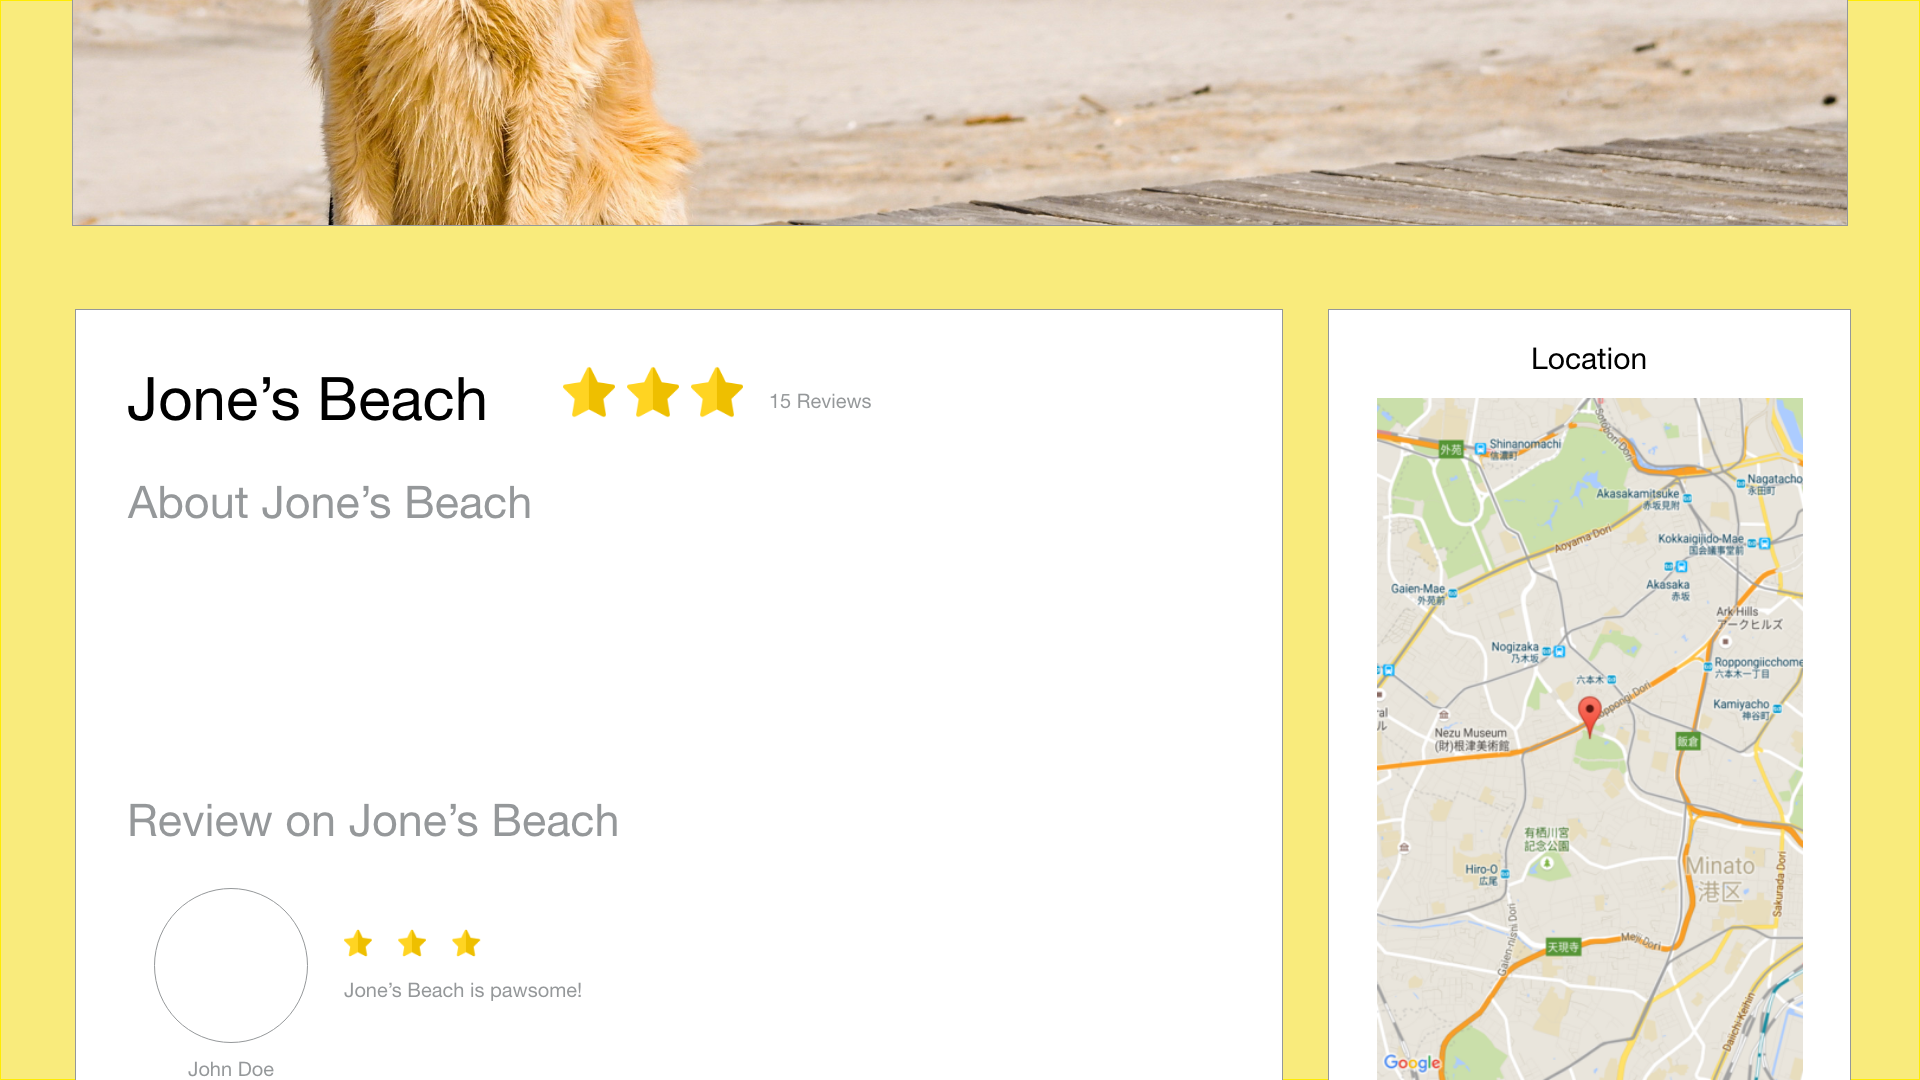 Jone’s Beach
15 Reviews
About Jone’s Beach
Review on Jone’s Beach
Jone’s Beach is pawsome!
John Doe
Location
Sotobori Dori
外苑
Shinanomachi
信濃町
Nagatacho
永田町
Akasakamitsuke
赤坂見附
Aoyama Dori
Kokkaigijido-Mae
国会議事堂前
Akasaka
赤坂
Gaien-Mae
外苑前
Ark Hills
アークヒルズ
Nogizaka
乃木坂
Roppongiicchome
六本木一丁目
六本木
oppongi Dori
Kamiyacho
神谷町
ral
ル
Nezu Museum
(財)根津美術館
飯倉
有栖川宮
記念公園
Minato
港区
Hiro-O
広尾
Sakurada Dori
Gaien-nishi Dori
天現寺
Meiji Dori
Daiichi Keihin
Google